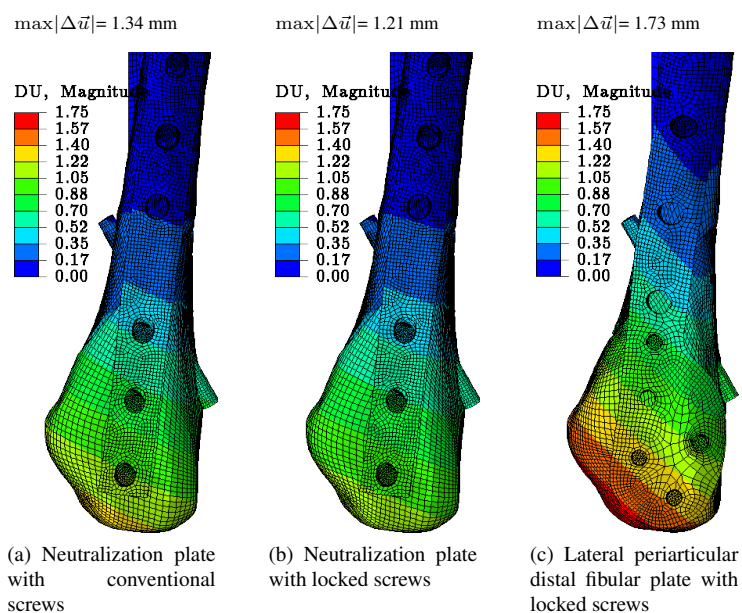 max|Δu⃗|= 1.34 mm
max|Δu⃗|= 1.21 mm
max|Δu⃗|= 1.73 mm
DU, Magnitude
1.75
1.57
1.40
1.22
1.05
0.88
0.70
0.52
0.35
0.17
0.00
DU, Magnitude
1.75
1.57
1.40
1.22
1.05
0.88
0.70
0.52
0.35
0.17
0.00
DU, Magnitude
1.75
1.57
1.40
1.22
1.05
0.88
0.70
0.52
0.35
0.17
0.00
(a) Neutralization plate
with conventional
screws
(b) Neutralization plate
with locked screws
(c) Lateral periarticular
distal fibular plate with
locked screws